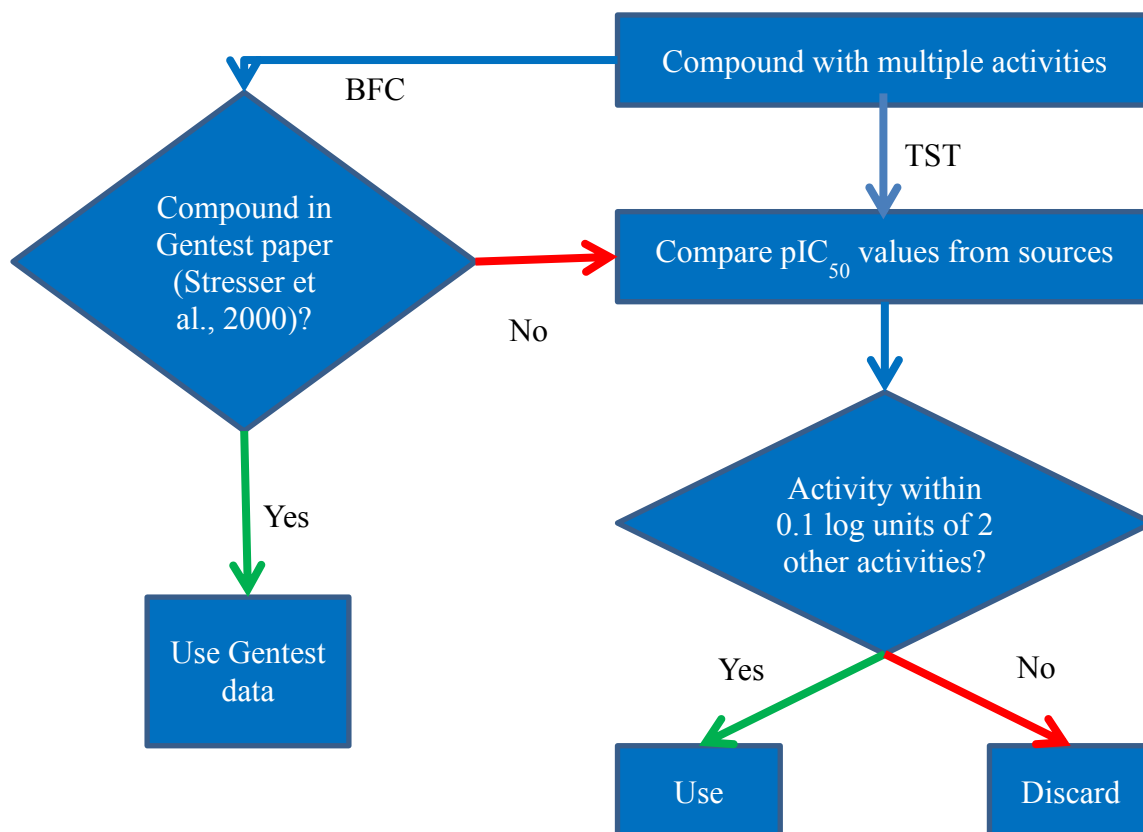 Compound with multiple activities
BFC
TST
Compound in
Gentest paper
(Stresser et
al., 2000)?
Compare pIC₅₀ values from sources
No
Activity within
0.1 log units of 2
other activities?
Yes
Use Gentest
data
Yes
No
Use
Discard